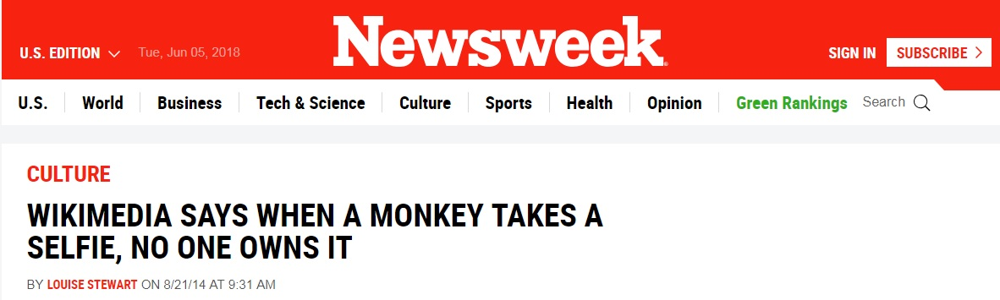 Newsweek
U.S. EDITION Tue, Jun 05, 2018 SIGN IN SUBSCRIBE
U.S. World Business Tech & Science Culture Sports Health Opinion Green Rankings Search
CULTURE
WIKIMEDIA SAYS WHEN A MONKEY TAKES A
SELFIE, NO ONE OWNS IT
BY LOUISE STEWART ON 8/21/14 AT 9:31 AM